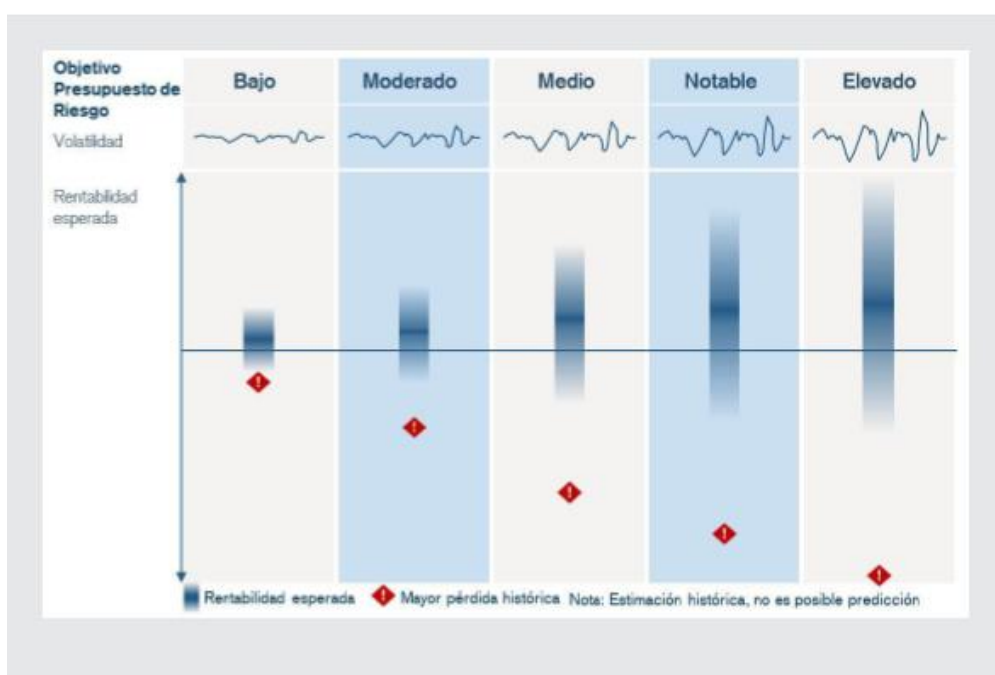 Objetivo
Presupuesto de
Riesgo
Bajo
Moderado
Medio
Notable
Elevado
Volatilidad
Rentabilidad
esperada
Rentabilidad esperada
Mayor pérdida histórica
Nota: Estimación histórica, no es posible predicción